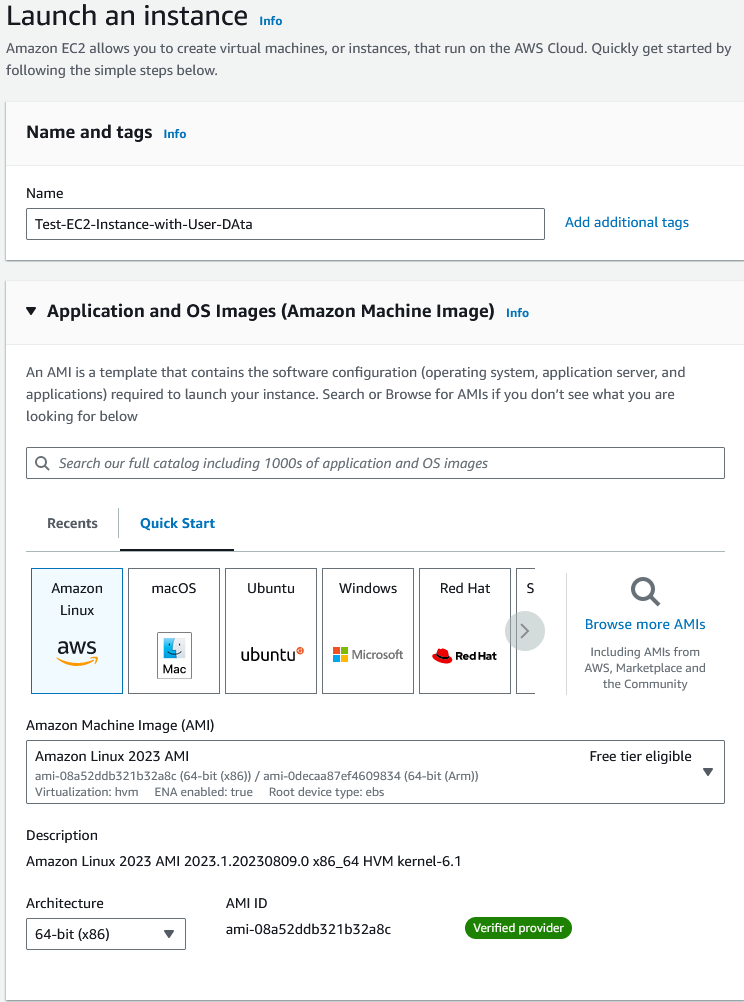 Launch an instance Info
Amazon EC2 allows you to create virtual machines, or instances, that run on the AWS Cloud. Quickly get started by
following the simple steps below.
Name and tags Info
Name
Test-EC2-Instance-with-User-DAta
Add additional tags
Application and OS Images (Amazon Machine Image) Info
An AMI is a template that contains the software configuration (operating system, application server, and
applications) required to launch your instance. Search or Browse for AMIs if you don't see what you are
looking for below
Search our full catalog including 1000s of application and OS images
Recents
Quick Start
Amazon
Linux
aws
macOS
Mac
Ubuntu
ubuntu
Windows
Microsoft
Red Hat
Red Hat
S
Browse more AMIs
Including AMIs from
AWS, Marketplace and
the Community
Amazon Machine Image (AMI)
Amazon Linux 2023 AMI
Free tier eligible
ami-08a52ddb321b32a8c (64-bit (x86)) / ami-0decaa87ef4609834 (64-bit (Arm))
Virtualization: hvm ENA enabled: true Root device type: ebs
Description
Amazon Linux 2023 AMI 2023.1.20230809.0 x86_64 HVM kernel-6.1
Architecture
64-bit (x86)
AMI ID
ami-08a52ddb321b32a8c
Verified provider